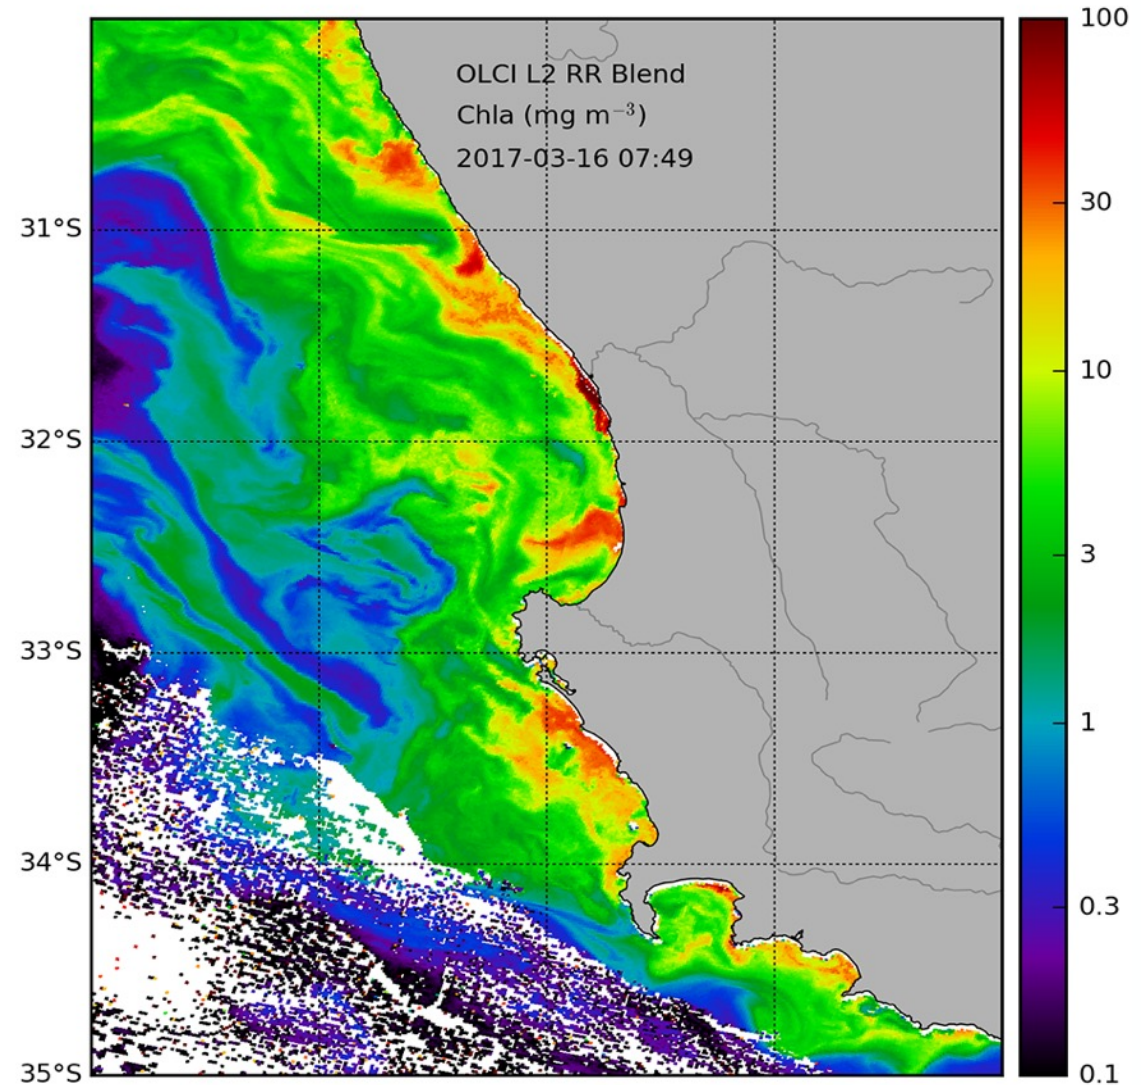 OLCI L2 RR Blend
Chla (mg m⁻³)
2017-03-16 07:49
31°S
32°S
33°S
34°S
35°S
100
30
10
3
1
0.3
0.1